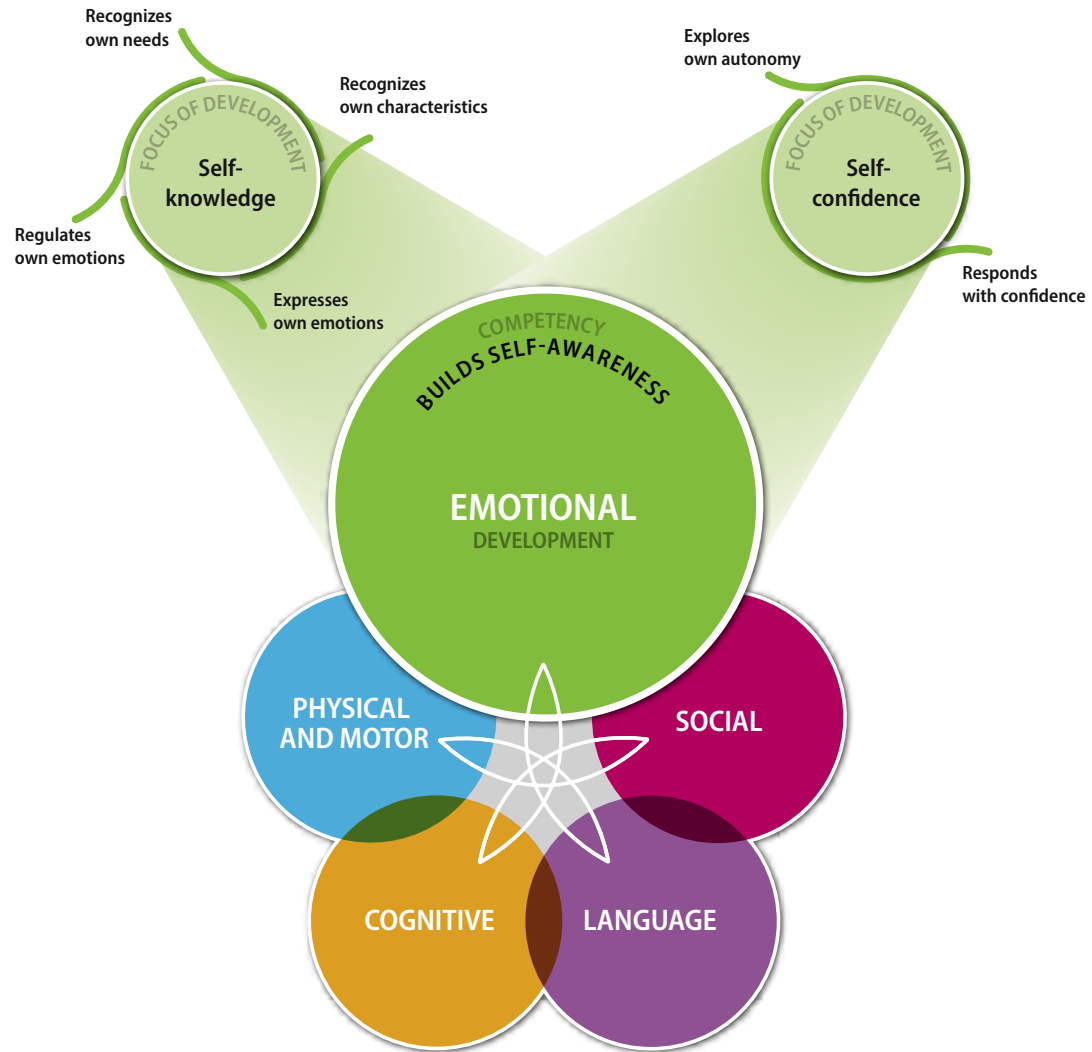 Recognizes
own needs
Recognizes
own characteristics
FOCUS OF DEVELOPMENT
Self-
knowledge
Regulates
own emotions
Expresses
own emotions
Explores
own autonomy
FOCUS OF DEVELOPMENT
Self-
confidence
Responds
with confidence
COMPETENCY
BUILDS SELF-AWARENESS
EMOTIONAL
DEVELOPMENT
PHYSICAL
AND MOTOR
SOCIAL
COGNITIVE
LANGUAGE